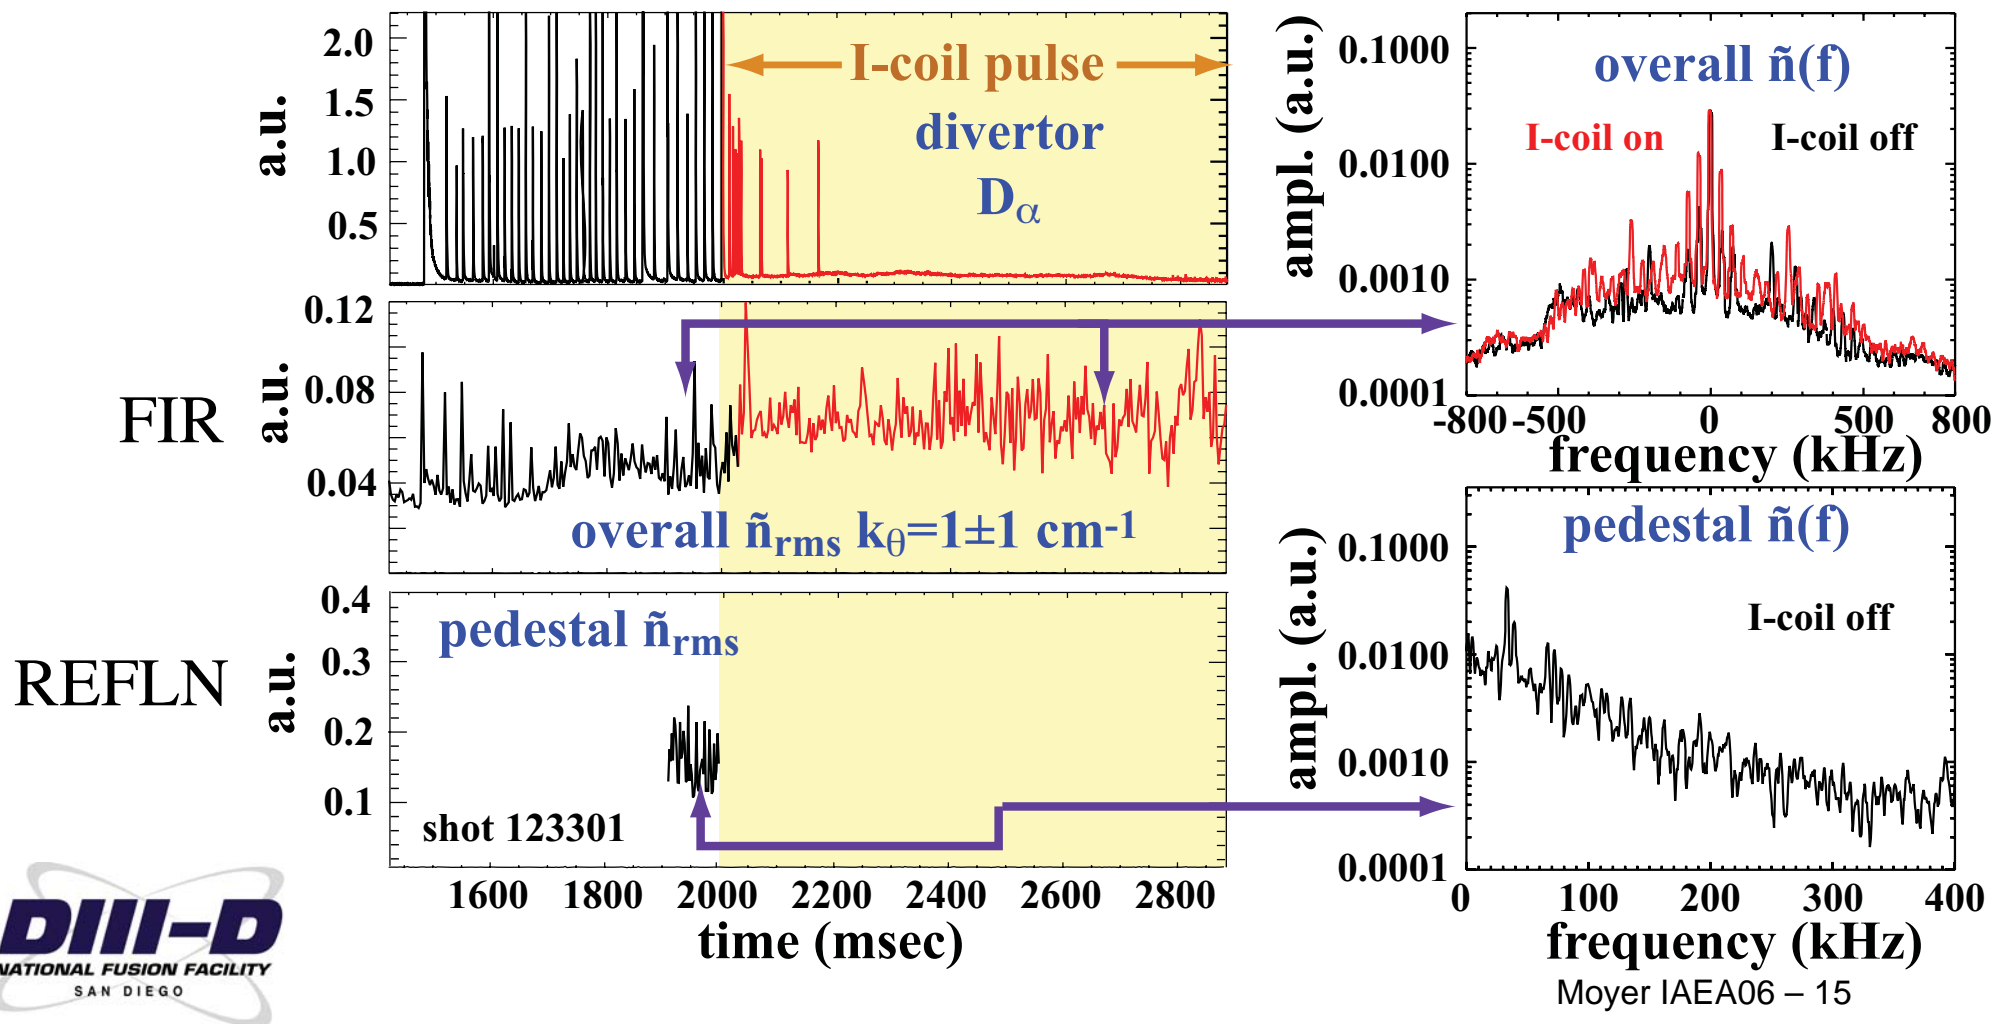 2.0
1.5
1.0
0.5
a.u.
I-coil pulse
divertor
Dα
FIR
0.12
0.08
0.04
a.u.
overall ñrms kθ=1±1 cm-1
REFLN
0.4
0.3
0.2
0.1
a.u.
pedestal ñrms
shot 123301
1600 1800 2000 2200 2400 2600 2800
time (msec)
0.1000
0.0100
0.0010
0.0001
ampl. (a.u.)
overall ñ(f)
I-coil on I-coil off
-800 -500 0 500 800
frequency (kHz)
0.1000
0.0100
0.0010
0.0001
ampl. (a.u.)
pedestal ñ(f)
I-coil off
0 100 200 300 400
frequency (kHz)
DIII-D
NATIONAL FUSION FACILITY
SAN DIEGO
Moyer IAEA06 – 15